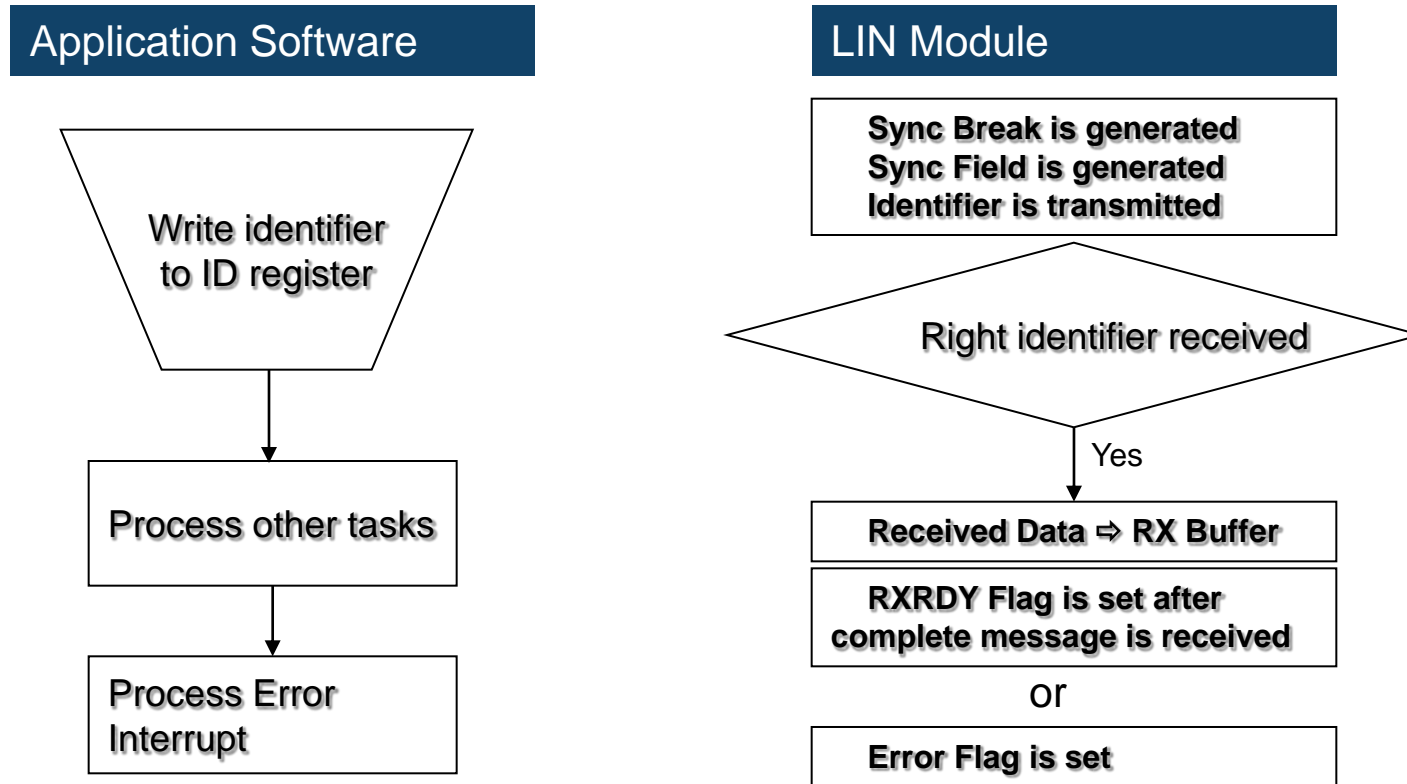 Application Software
Write identifier
to ID register
Process other tasks
Process Error
Interrupt
LIN Module
Sync Break is generated
Sync Field is generated
Identifier is transmitted
Right identifier received
Yes
Received Data ⇨ RX Buffer
RXRDY Flag is set after
complete message is received
or
Error Flag is set